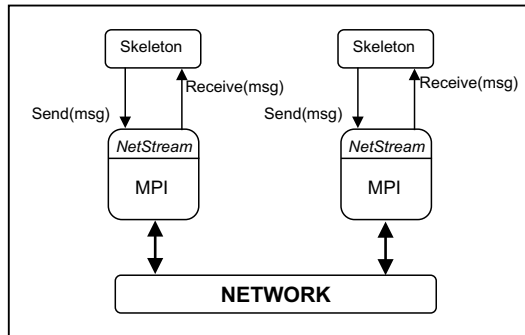 Skeleton
Skeleton
Receive(msg)
Receive(msg)
Send(msg)
Send(msg)
NetStream
NetStream
MPI
MPI
NETWORK